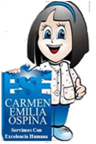 ESE
CARMEN
EMILIA
OSPINA
Servimos Con
Excelencia Humana